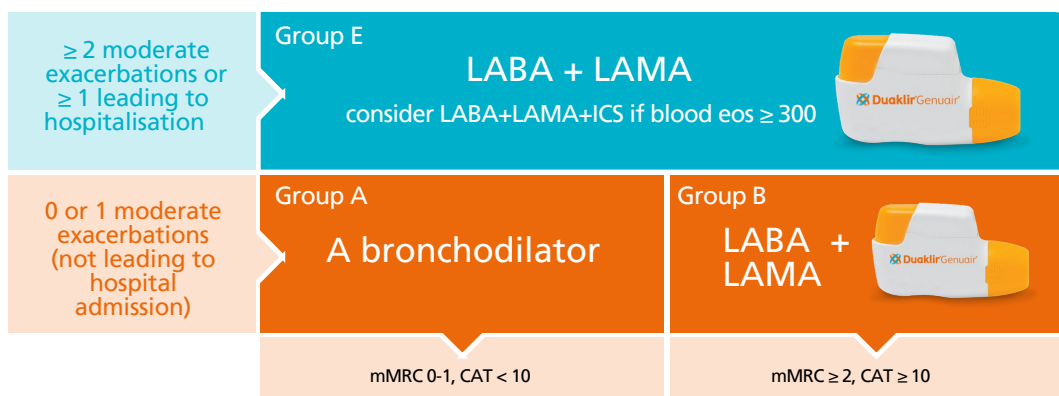 ≥ 2 moderate
exacerbations or
≥ 1 leading to
hospitalisation
Group E
LABA + LAMA
consider LABA+LAMA+ICS if blood eos ≥ 300
Duaklir Genuair®
0 or 1 moderate
exacerbations
(not leading to
hospital
admission)
Group A
A bronchodilator
Group B
LABA +
LAMA
Duaklir Genuair®
mMRC 0-1, CAT < 10
mMRC ≥ 2, CAT ≥ 10